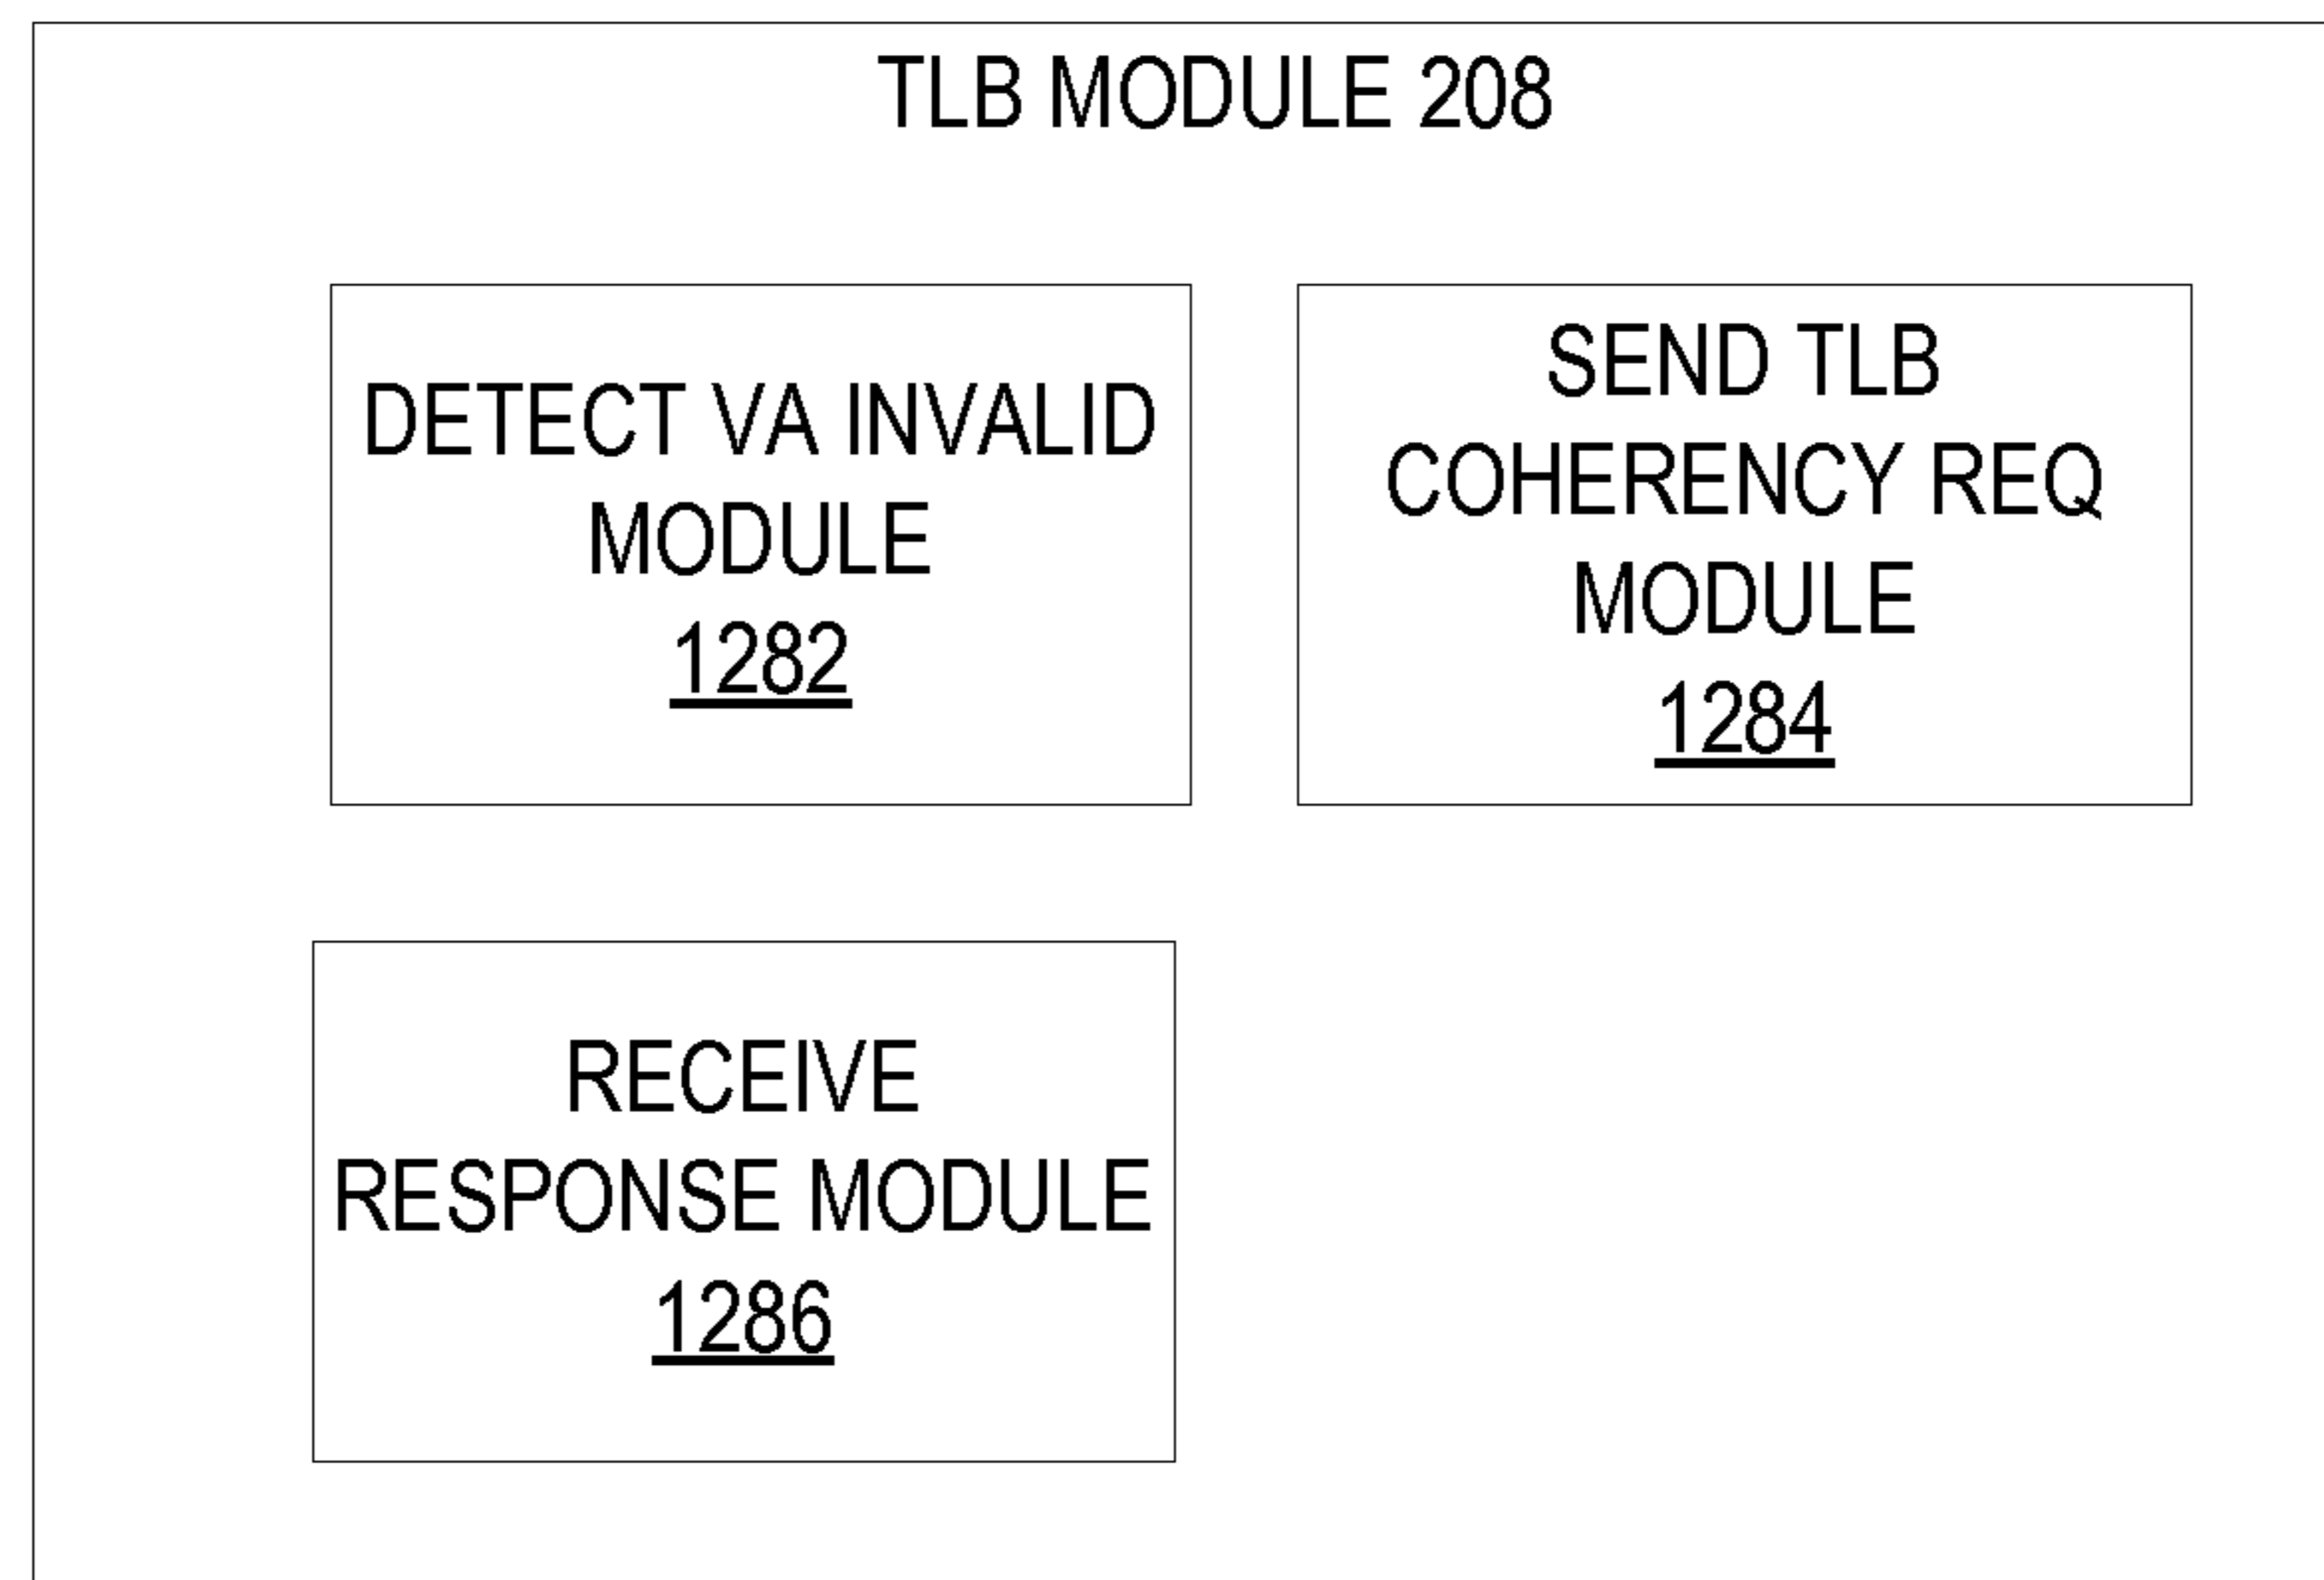 TLB MODULE 208
DETECT VA INVALID
MODULE
1282
SEND TLB
COHERENCY REQ
MODULE
1284
RECEIVE
RESPONSE MODULE
1286